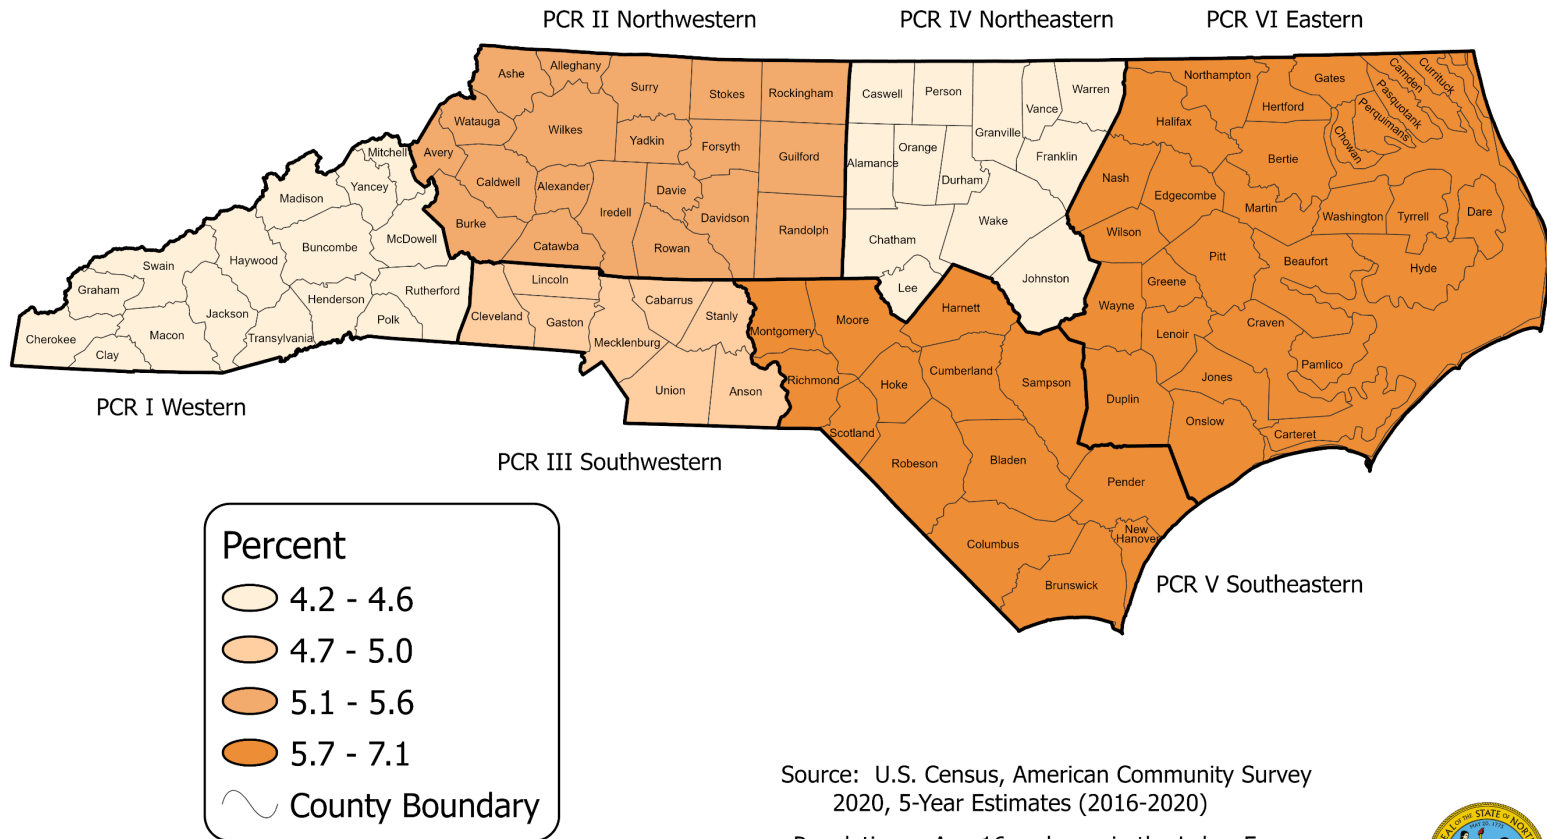 PCR II Northwestern
PCR IV Northeastern
PCR VI Eastern
Ashe
Alleghany
Surry
Stokes
Rockingham
Caswell
Person
Vance
Warren
Northampton
Gates
Camden
Currituck
Pasquotank
Perquimans
Hertford
Watauga
Wilkes
Yadkin
Forsyth
Guilford
Granville
Halifax
Chowan
Mitchell
Avery
Alamance
Orange
Franklin
Bertie
Yancey
Caldwell
Alexander
Davie
Durham
Nash
Edgecombe
Madison
Iredell
Davidson
Martin
Washington
Tyrrell
Dare
Burke
Wake
Wilson
Buncombe
McDowell
Catawba
Rowan
Randolph
Chatham
Pitt
Swain
Haywood
Beaufort
Hyde
Graham
Rutherford
Lincoln
Lee
Johnston
Greene
Henderson
Cabarrus
Jackson
Polk
Cleveland
Gaston
Stanly
Moore
Harnett
Wayne
Craven
Cherokee
Macon
Transylvania
Mecklenburg
Montgomery
Lenoir
Clay
Pamlico
Union
Anson
Richmond
Hoke
Cumberland
Sampson
Jones
Duplin
PCR I Western
Onslow
Carteret
Scotland
PCR III Southwestern
Robeson
Bladen
Pender
New
Hanover
Columbus
Brunswick
PCR V Southeastern
Percent
4.2 - 4.6
4.7 - 5.0
5.1 - 5.6
5.7 - 7.1
County Boundary
Source: U.S. Census, American Community Survey
2020, 5-Year Estimates (2016-2020)